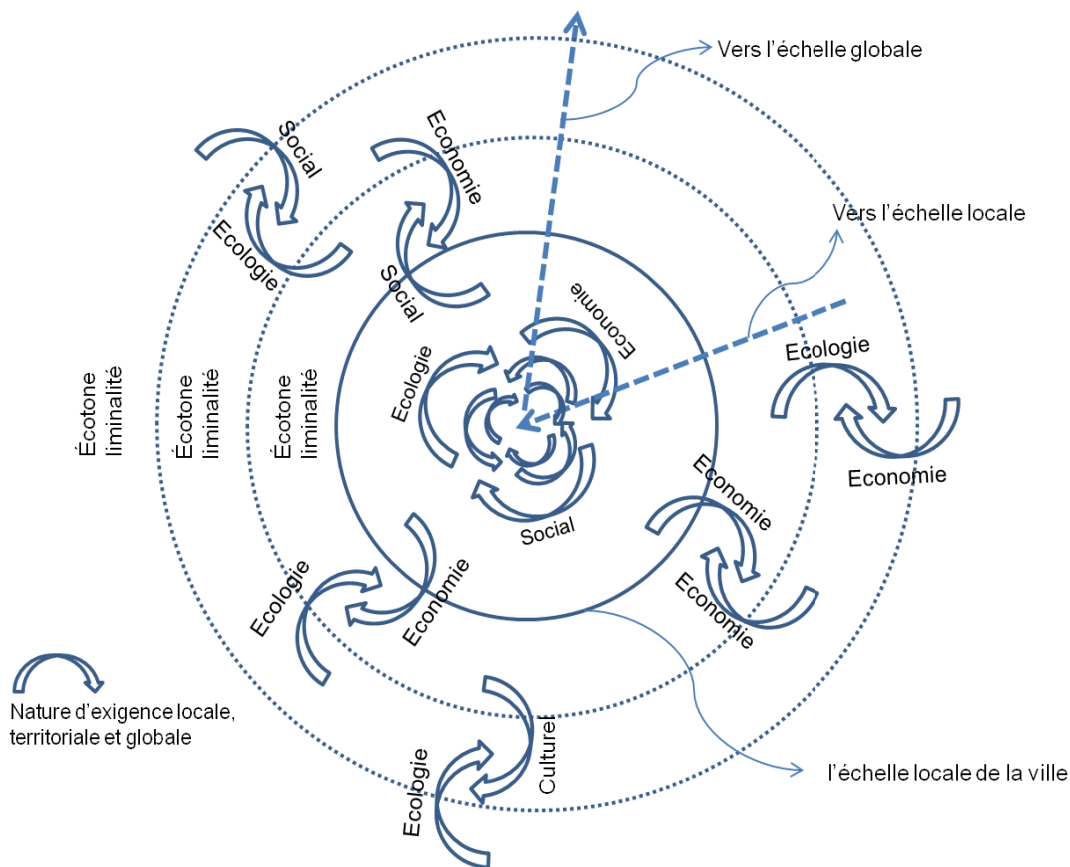 Vers l’échelle globale
Social
Economie
Vers l’échelle locale
Ecologie
Social
Economie
Ecologie
Ecologie
Écotone
liminalité
Écotone
liminalité
Écotone
liminalité
Economie
Economie
Social
Ecologie
Economie
Economie
Nature d’exigence locale,
territoriale et globale
Culturel
Ecologie
l’échelle locale de la ville